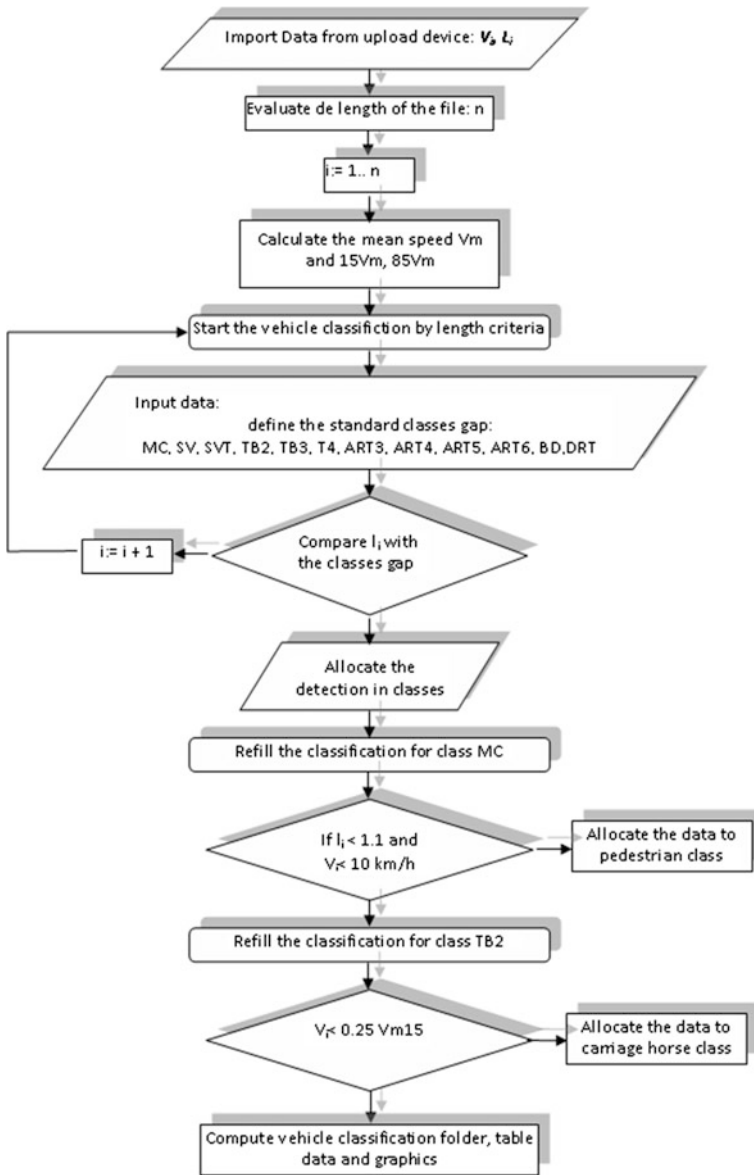 Import Data from upload device: Vi, Li
Evaluate de length of the file: n
i:= 1.. n
Calculate the mean speed Vm
and 15Vm, 85Vm
Start the vehicle classifiction by length criteria
Input data:
define the standard classes gap:
MC, SV, SVT, TB2, TB3, T4, ART3, ART4, ART5, ART6, BD,DRT
Compare li with
the classes gap
i:= i + 1
Allocate the
detection in classes
Refill the classification for class MC
If li < 1.1 and
Vi< 10 km/h
Allocate the data to
pedestrian class
Refill the classification for class TB2
Vi< 0.25 Vm15
Allocate the data to
carriage horse class
Compute vehicle classification folder, table
data and graphics